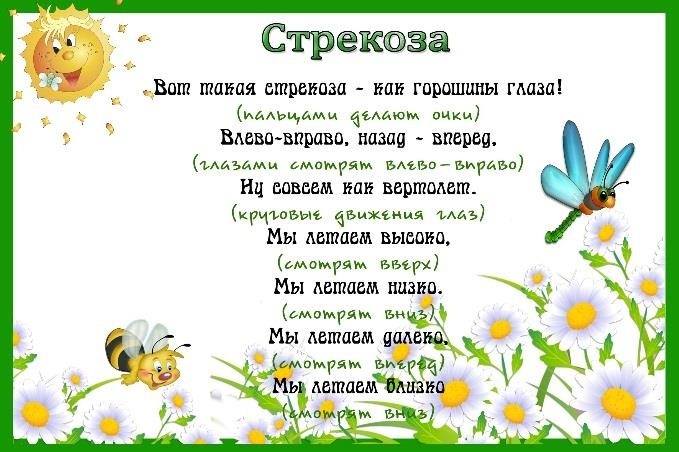 Стрекоза
Вот такая стрекоза - как горошины глаза!
(пальцами делают очки)
Влево-вправо, назад - вперед,
(глазами смотрят влево-вправо)
Ну совсем как вертолет.
(круговые движения глаз)
Мы летаем высоко,
(смотрят вверх)
Мы летаем низко.
(смотрят вниз)
Мы летаем далеко,
(смотрят вперед)
Мы летаем близко
(смотрят вниз)